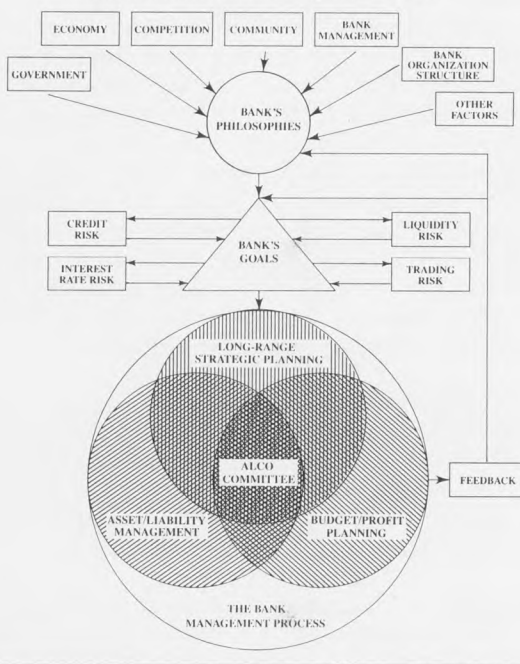 ECONOMY
COMPETITION
COMMUNITY
BANK
MANAGEMENT
GOVERNMENT
BANK
ORGANIZATION
STRUCTURE
BANK'S
PHILOSOPHIES
OTHER
FACTORS
CREDIT
RISK
LIQUIDITY
RISK
BANK'S
GOALS
INTEREST
RATE RISK
TRADING
RISK
LONG-RANGE
STRATEGIC PLANNING
ALCO
COMMITTEE
FEEDBACK
ASSET/LIABILITY
MANAGEMENT
BUDGET/PROFIT
PLANNING
THE BANK
MANAGEMENT PROCESS